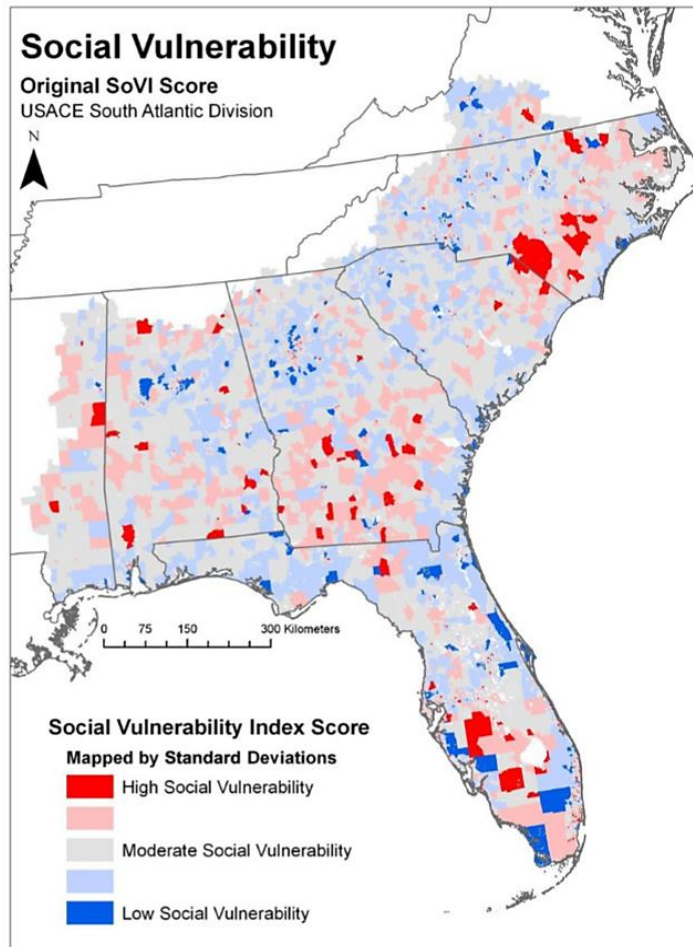 Social Vulnerability
Original SoVI Score
USACE South Atlantic Division
N
0 75 150 300 Kilometers
Social Vulnerability Index Score
Mapped by Standard Deviations
High Social Vulnerability
Moderate Social Vulnerability
Low Social Vulnerability